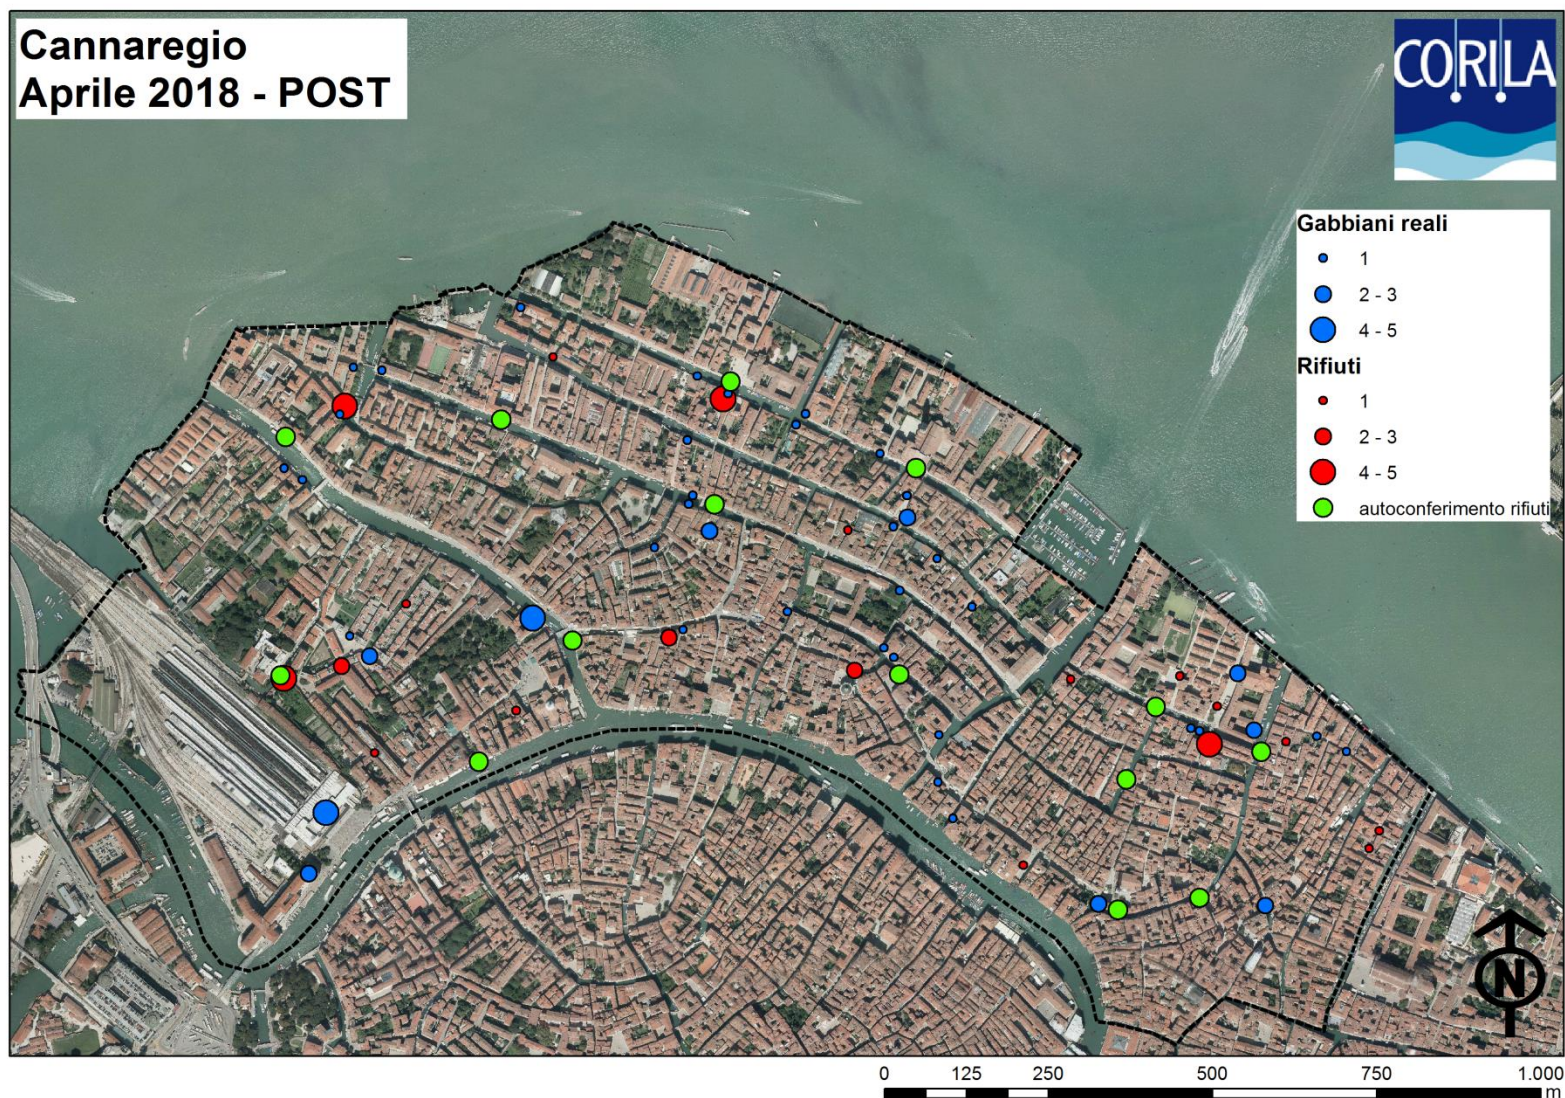 Cannaregio
Aprile 2018 - POST
CORILA
Gabbiani reali
1
2 - 3
4 - 5
Rifiuti
1
2 - 3
4 - 5
autoconferimento rifiuti
N
0 125 250 500 750 1.000
m